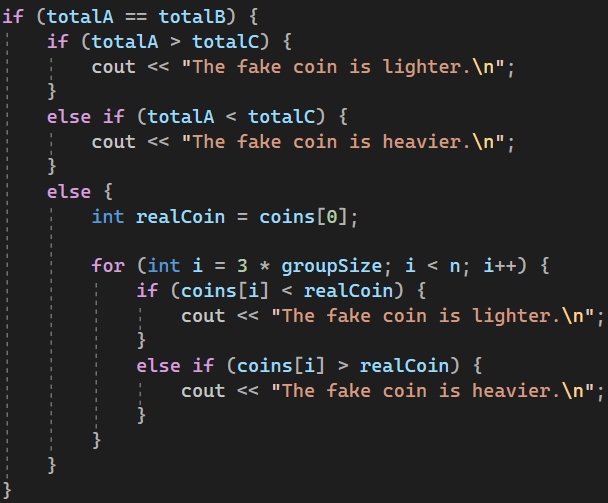 if (totalA == totalB) {
    if (totalA > totalC) {
        cout << "The fake coin is lighter.\n";
    }
    else if (totalA < totalC) {
        cout << "The fake coin is heavier.\n";
    }
    else {
        int realCoin = coins[0];

        for (int i = 3 * groupSize; i < n; i++) {
            if (coins[i] < realCoin) {
                cout << "The fake coin is lighter.\n";
            }
            else if (coins[i] > realCoin) {
                cout << "The fake coin is heavier.\n";
            }
        }
    }
}